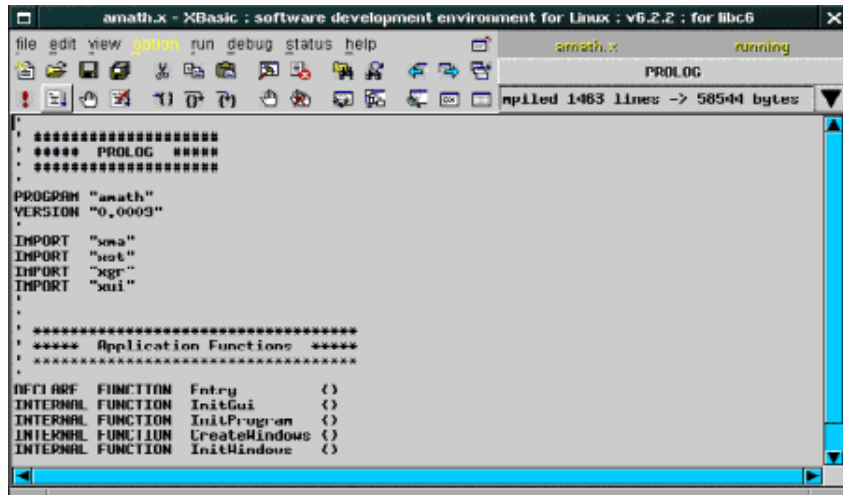 amath.x - XBasic : software development environment for Linux : v6.2.2 : for libc6
file edit view option run debug status help
amath.x running
PROLOG
mpiled 1463 lines -> 58544 bytes
'
' #####################
' ##### PROLOG #####
' #####################
'
PROGRAM "amath"
VERSION "0.0009"
'
IMPORT "xma"
IMPORT "xst"
IMPORT "xgr"
IMPORT "xui"
'
'
' ************************************
' ***** Application Functions *****
' ************************************
'
DECLARE FUNCTION Entry ()
INTERNAL FUNCTION InitGui ()
INTERNAL FUNCTION InitProgram ()
INTERNAL FUNCTION CreateWindows ()
INTERNAL FUNCTION InitWindows ()